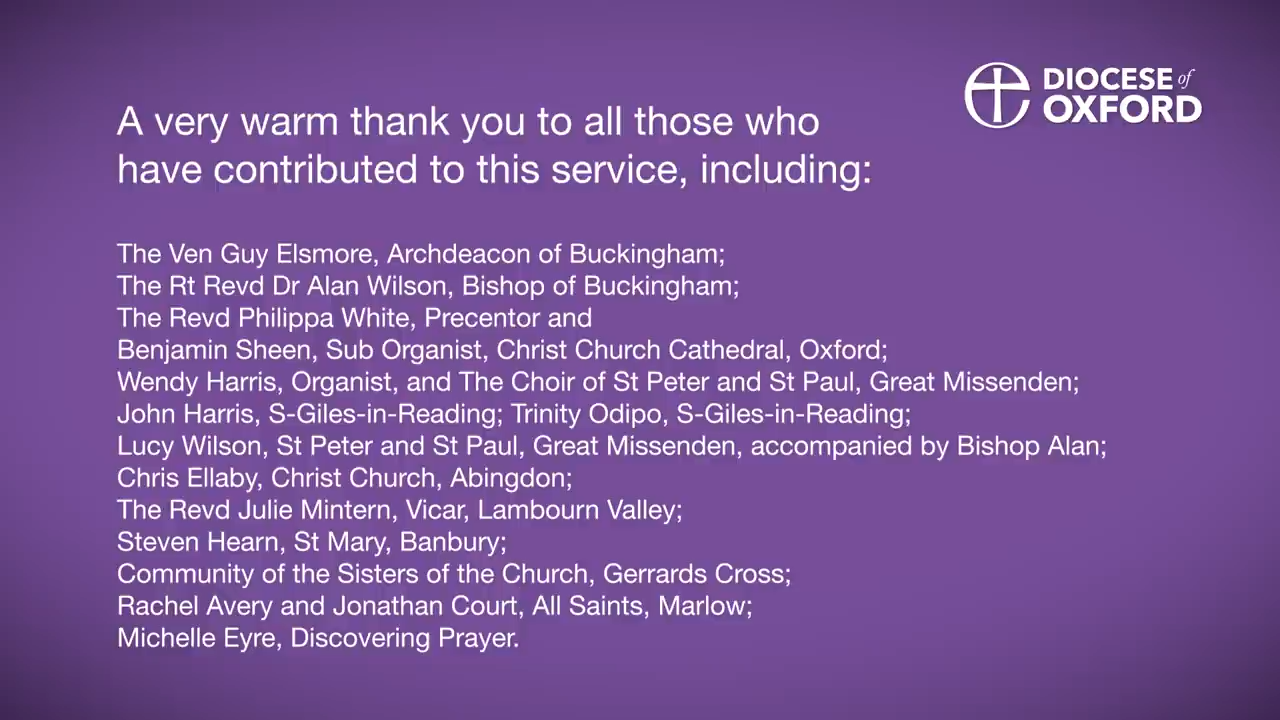 DIOCESE of
OXFORD
A very warm thank you to all those who
have contributed to this service, including:
The Ven Guy Elsmore, Archdeacon of Buckingham;
The Rt Revd Dr Alan Wilson, Bishop of Buckingham;
The Revd Philippa White, Precentor and
Benjamin Sheen, Sub Organist, Christ Church Cathedral, Oxford;
Wendy Harris, Organist, and The Choir of St Peter and St Paul, Great Missenden;
John Harris, S-Giles-in-Reading; Trinity Odipo, S-Giles-in-Reading;
Lucy Wilson, St Peter and St Paul, Great Missenden, accompanied by Bishop Alan;
Chris Ellaby, Christ Church, Abingdon;
The Revd Julie Mintern, Vicar, Lambourn Valley;
Steven Hearn, St Mary, Banbury;
Community of the Sisters of the Church, Gerrards Cross;
Rachel Avery and Jonathan Court, All Saints, Marlow;
Michelle Eyre, Discovering Prayer.